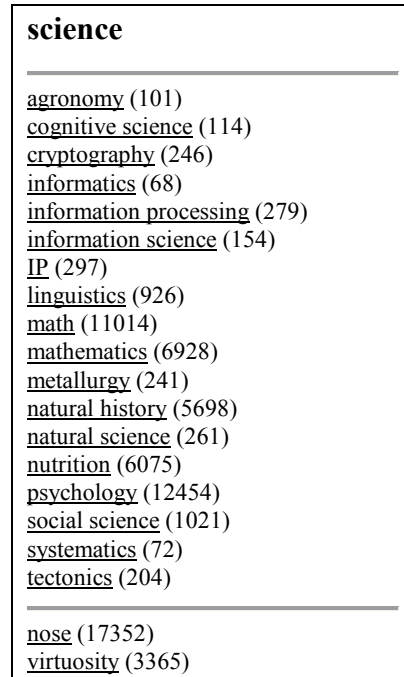 science
agronomy (101)
cognitive science (114)
cryptography (246)
informatics (68)
information processing (279)
information science (154)
IP (297)
linguistics (926)
math (11014)
mathematics (6928)
metallurgy (241)
natural history (5698)
natural science (261)
nutrition (6075)
psychology (12454)
social science (1021)
systematics (72)
tectonics (204)
nose (17352)
virtuosity (3365)